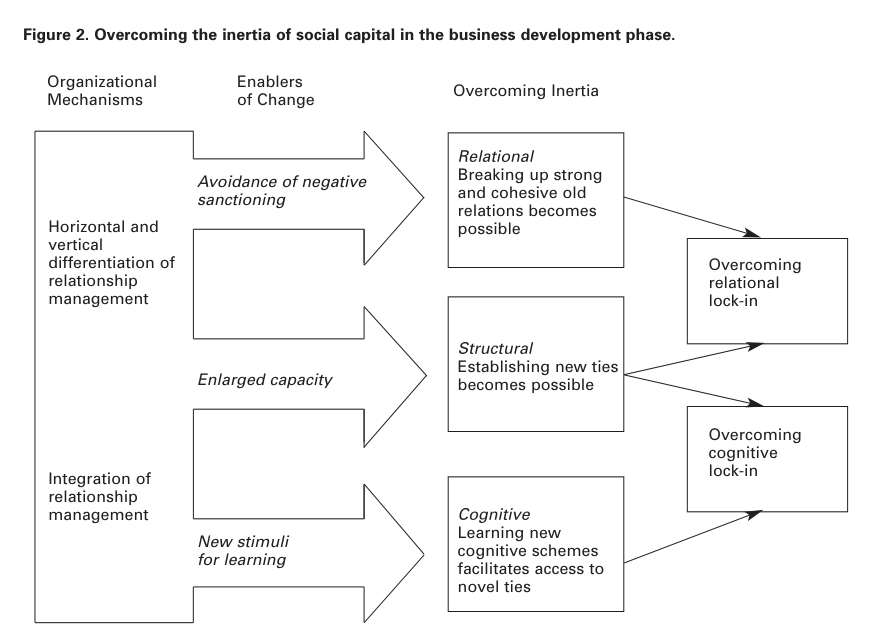 Figure 2. Overcoming the inertia of social capital in the business development phase.
Organizational
Mechanisms
Enablers
of Change
Overcoming Inertia
Horizontal and
vertical
differentiation of
relationship
management
Integration of
relationship
management
Avoidance of negative
sanctioning
Enlarged capacity
New stimuli
for learning
Relational
Breaking up strong
and cohesive old
relations becomes
possible
Structural
Establishing new ties
becomes possible
Cognitive
Learning new
cognitive schemes
facilitates access to
novel ties
Overcoming
relational
lock-in
Overcoming
cognitive
lock-in